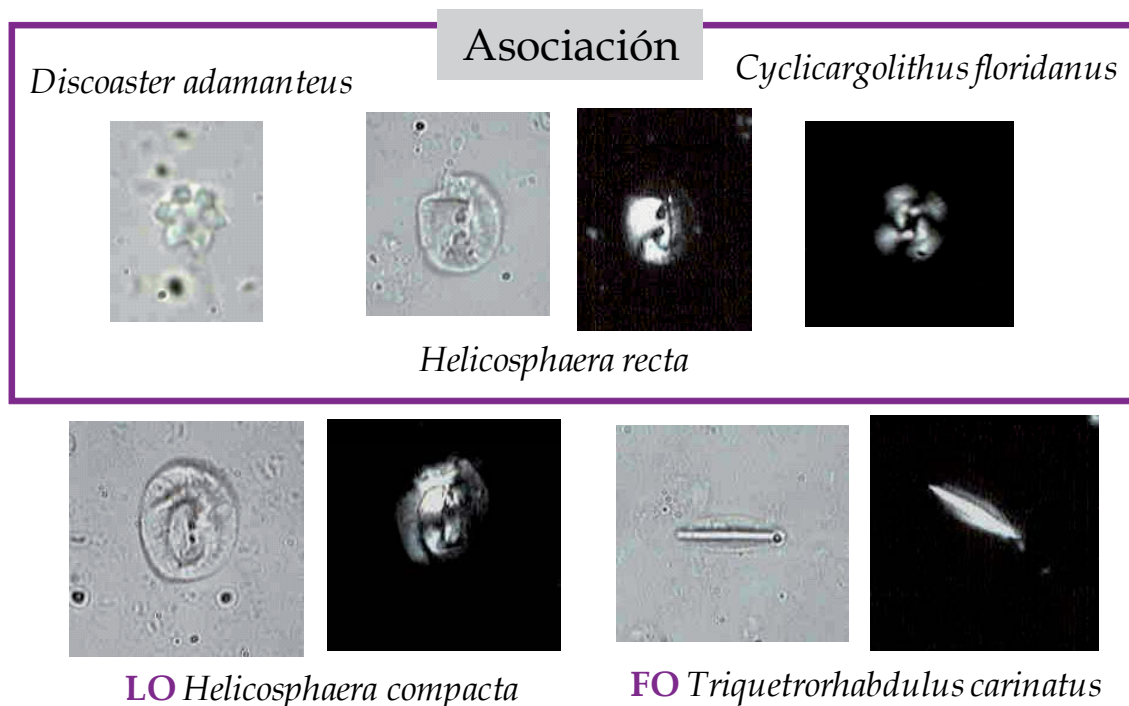 Asociación
Discoaster adamanteus
Cyclicargolithus floridanus
Helicosphaera recta
LO Helicosphaera compacta
FO Triquetrorhabdulus carinatus